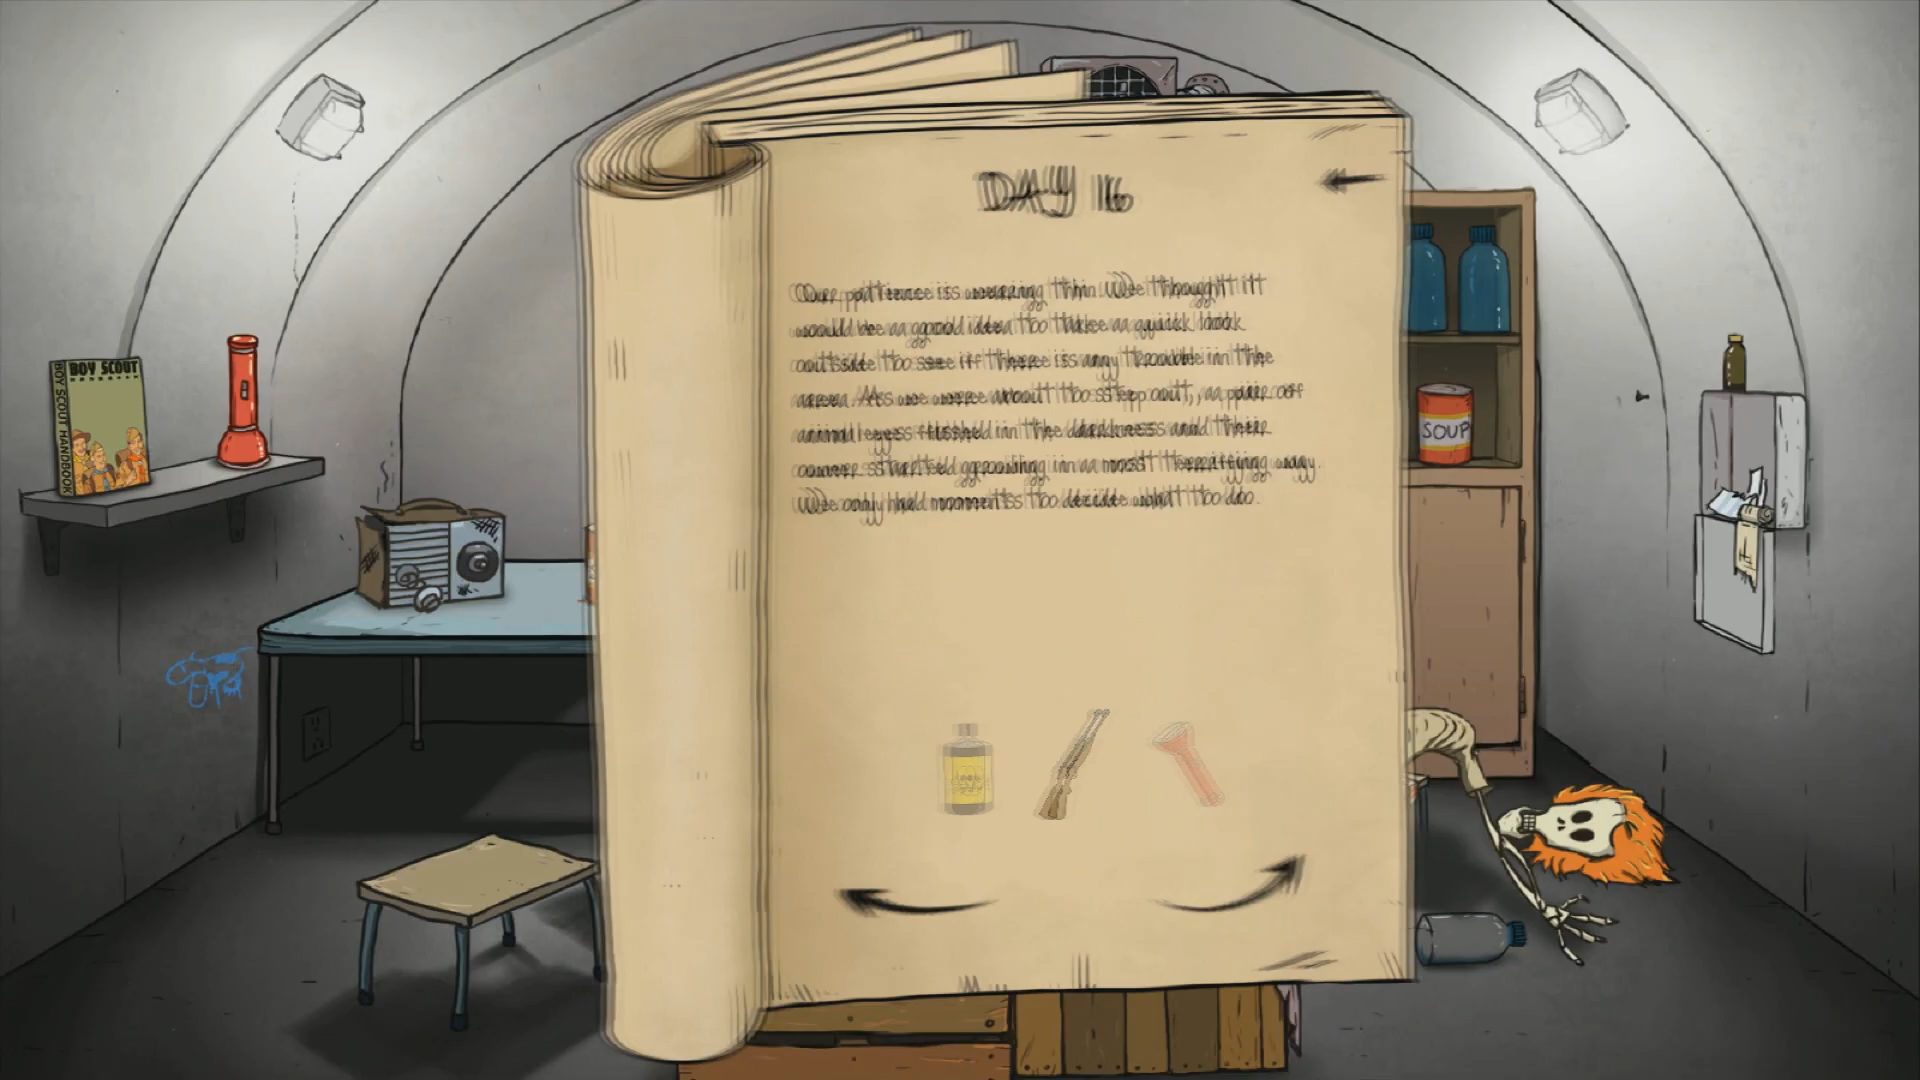 DAY 16
Our patience is wearing thin. We thought it
would be a good idea to take a quick look
outside to see if there is any trouble in the
area. As we were about to step out, a pair of
animal eyes flashed in the darkness and their
owner started growling in a most terrifying way.
We only had moments to decide what to do.
BOY SCOUT
BOY SCOUT HANDBOOK
SOUP